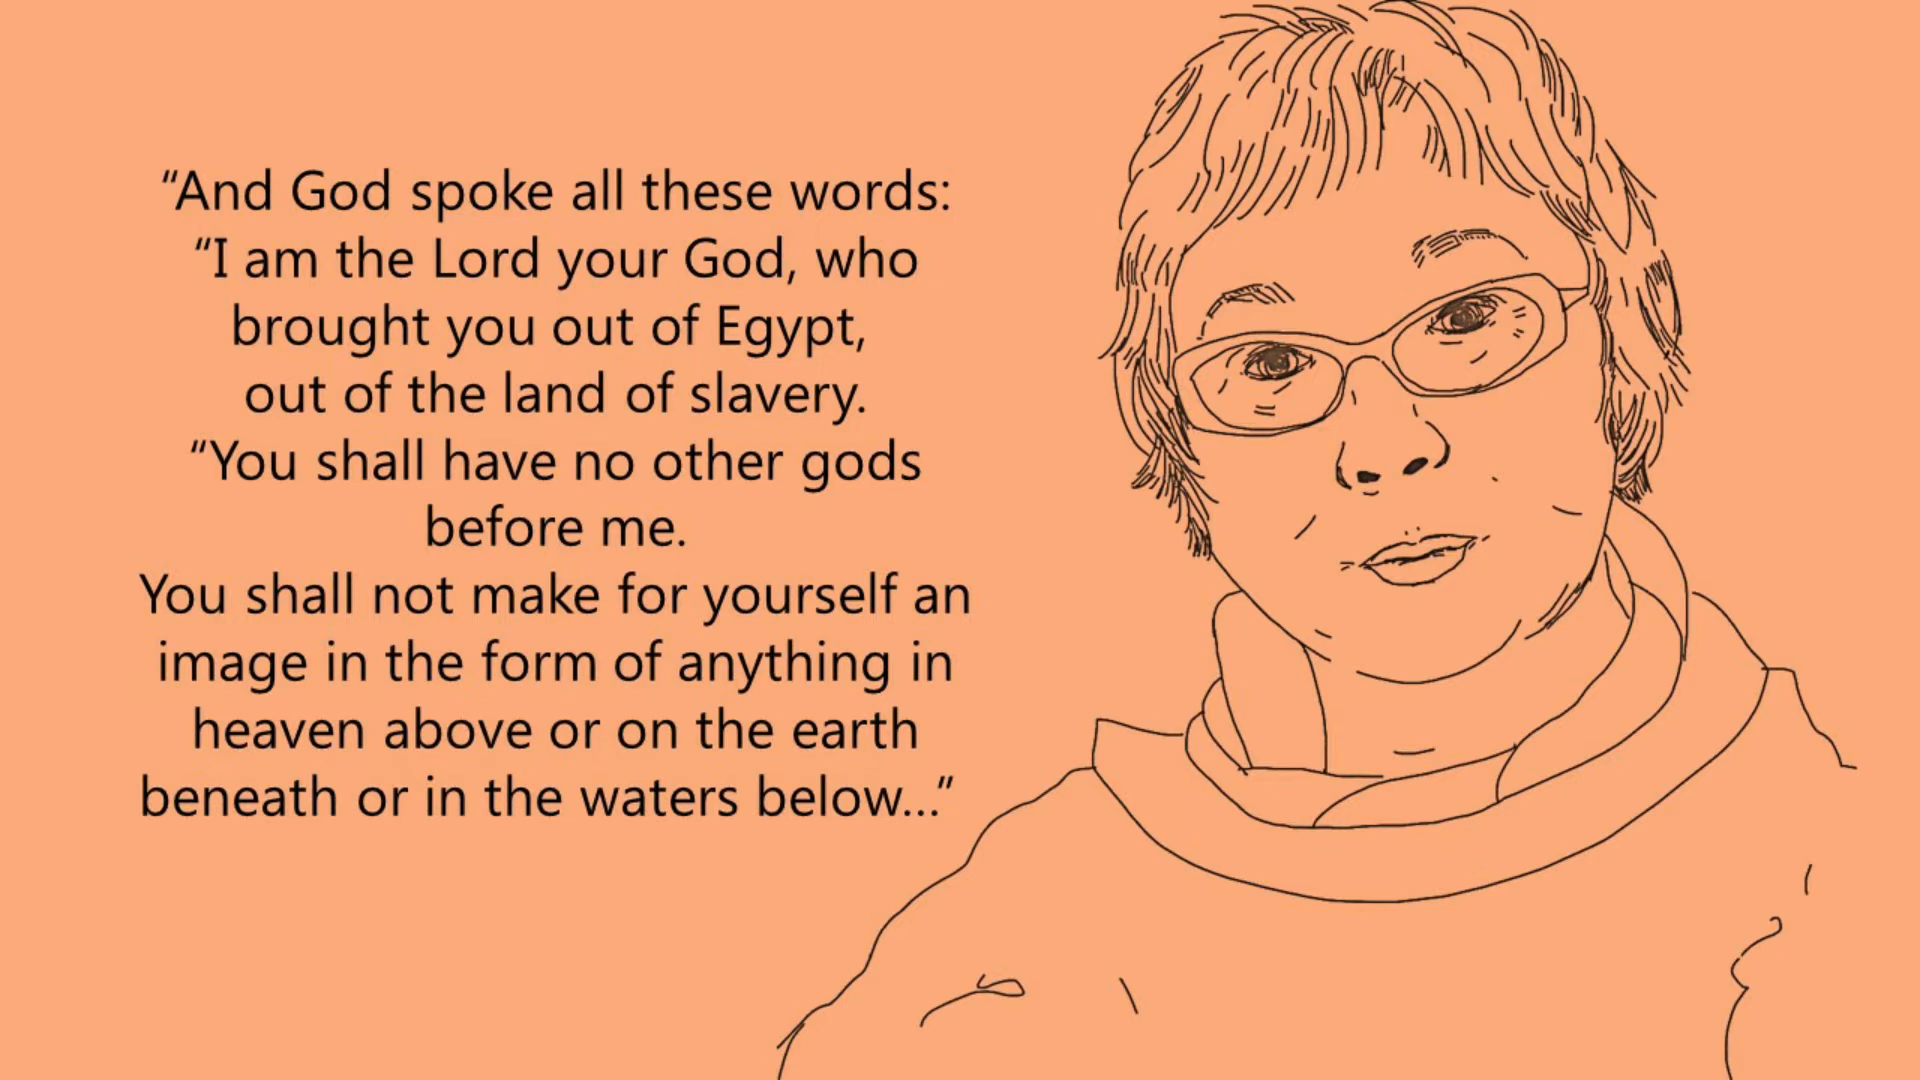 “And God spoke all these words:
“I am the Lord your God, who
brought you out of Egypt,
out of the land of slavery.
“You shall have no other gods
before me.
You shall not make for yourself an
image in the form of anything in
heaven above or on the earth
beneath or in the waters below...”